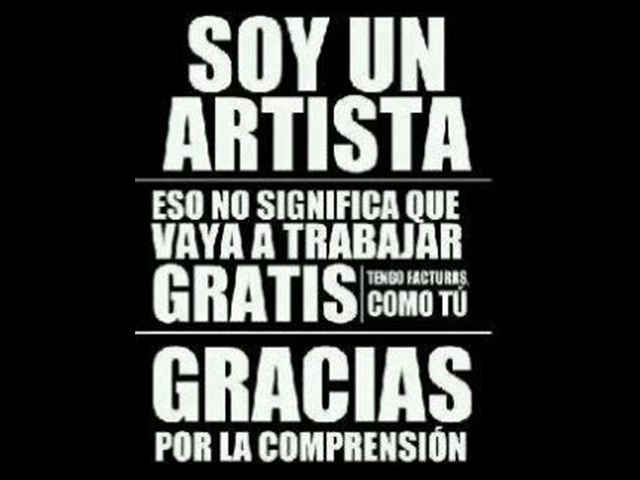 SOY UN
ARTISTA
ESO NO SIGNIFICA QUE
VAYA A TRABAJAR
GRATIS
TENGO FACTURAS,
COMO TÚ
GRACIAS
POR LA COMPRENSIÓN